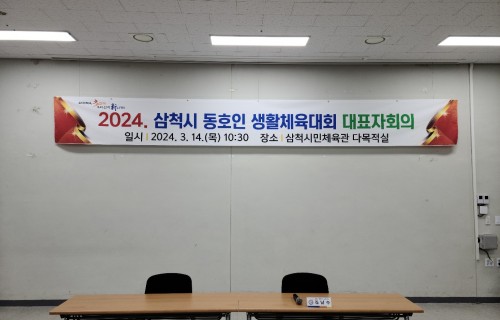 2024. 삼척시 동호인 생활체육대회 대표자회의
일시 | 2024. 3. 14.(목) 10:30 장소 | 삼척시민체육관 다목적실